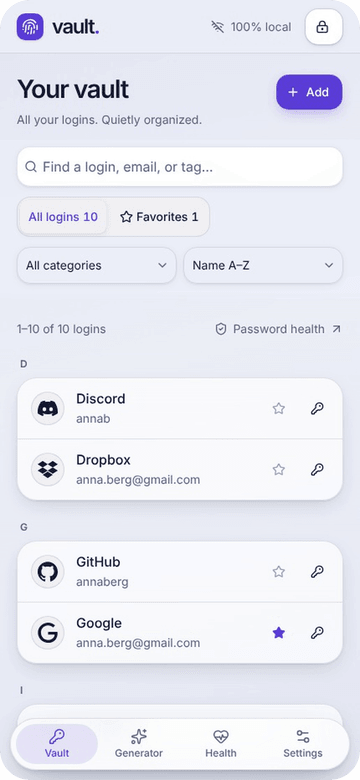 vault.
100% local
Your vault
Add
All your logins. Quietly organized.
Find a login, email, or tag...
All logins 10
Favorites 1
All categories
Name A–Z
1–10 of 10 logins
Password health
D
Discord
annab
Dropbox
anna.berg@gmail.com
G
GitHub
annaberg
Google
anna.berg@gmail.com
I
Vault
Generator
Health
Settings